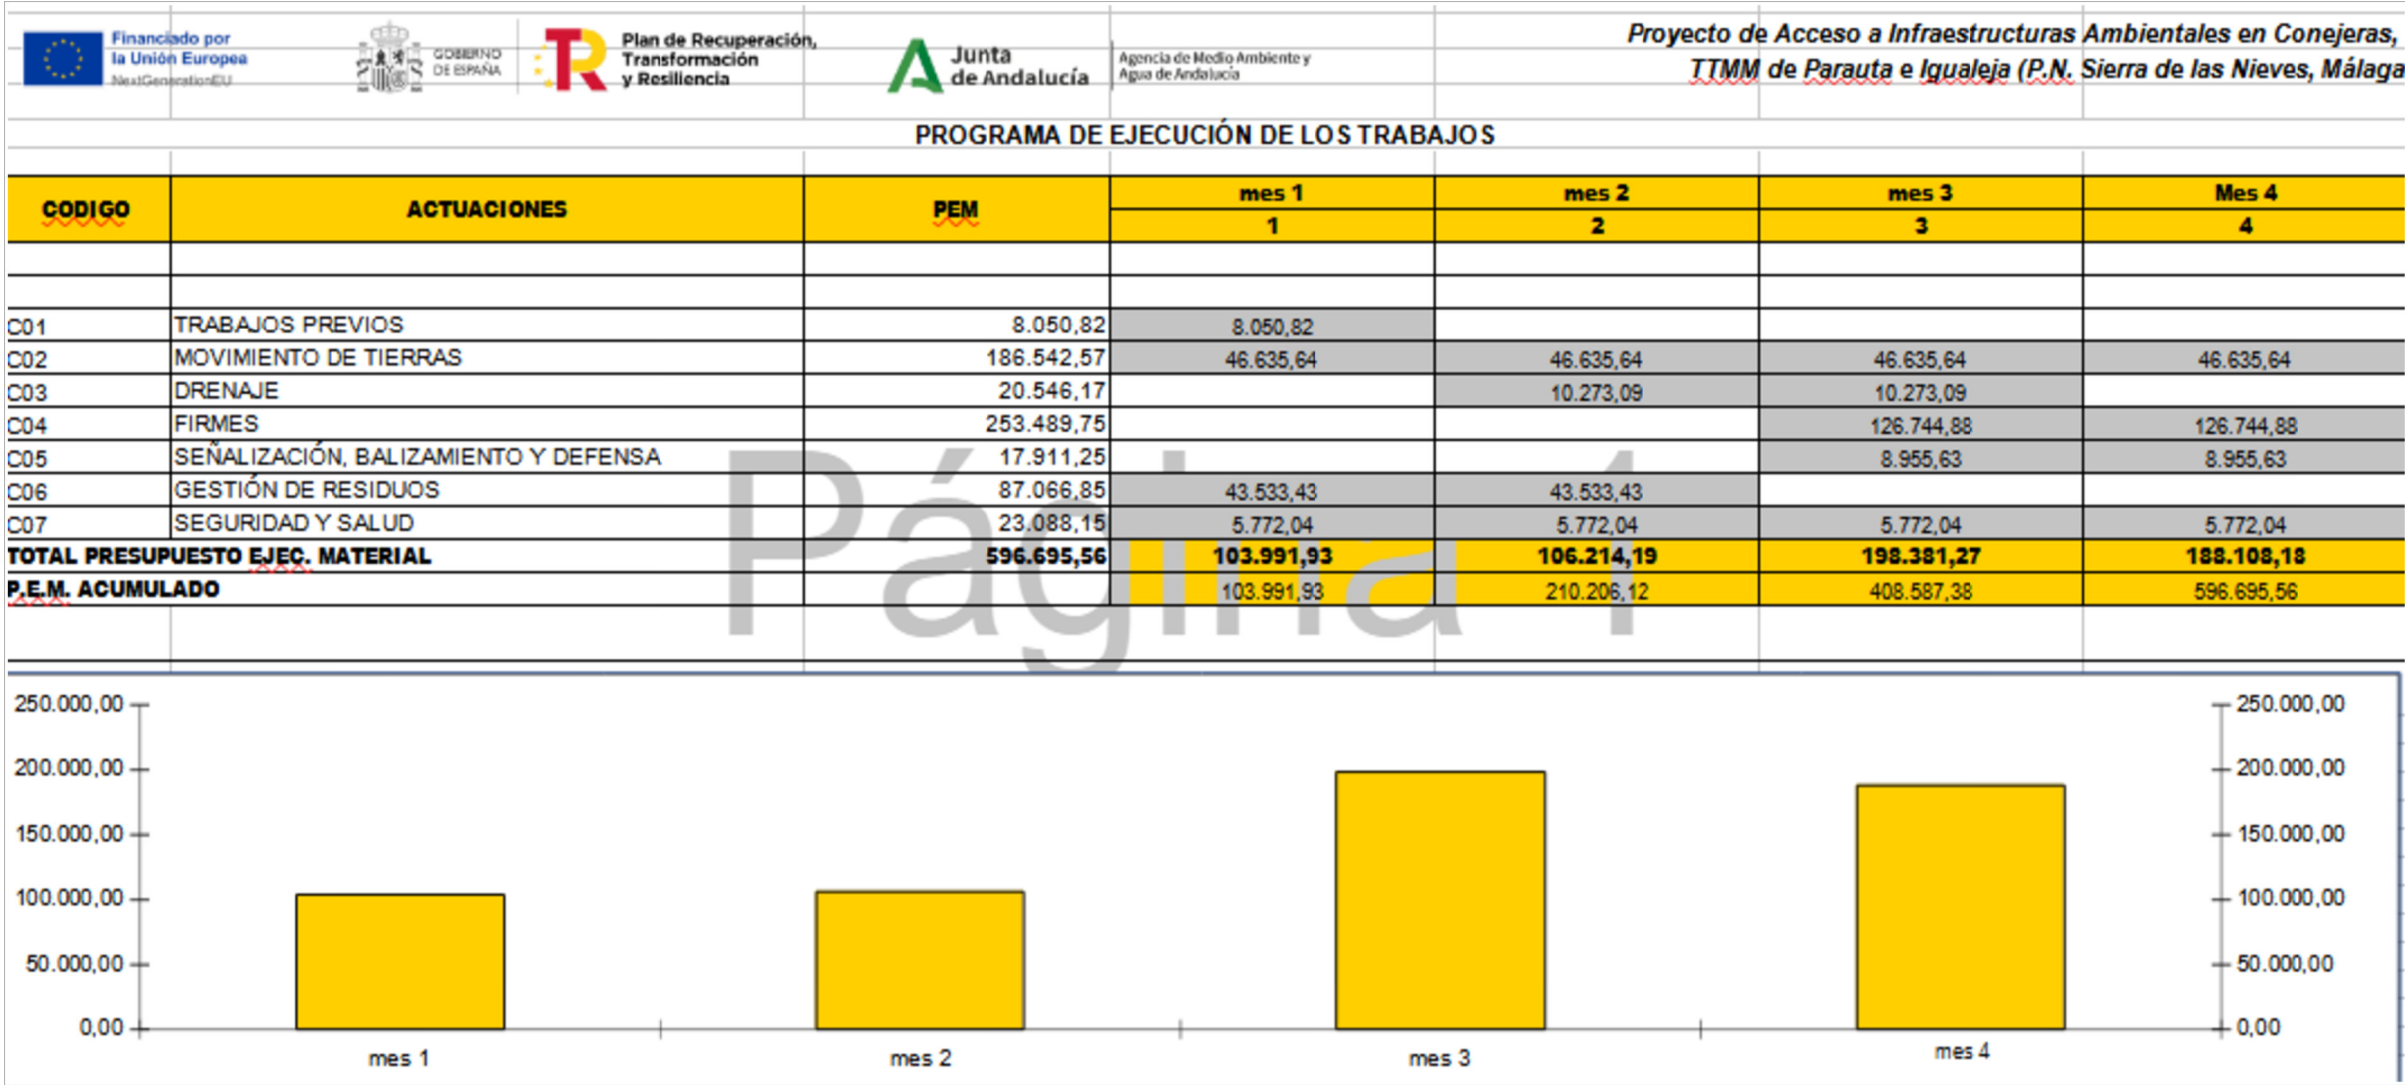 Financiado por
la Unión Europea
NextGenerationEU
GOBIERNO
DE ESPAÑA
Plan de Recuperación,
Transformación
y Resiliencia
Junta
de Andalucía
Agencia de Medio Ambiente y
Agua de Andalucía
Proyecto de Acceso a Infraestructuras Ambientales en Conejeras,
TTMM de Parauta e Igualeja (P.N. Sierra de las Nieves, Málaga
PROGRAMA DE EJECUCIÓN DE LOS TRABAJOS
CODIGO ACTUACIONES PEM mes 1 mes 2 mes 3 Mes 4
1 2 3 4
C01 TRABAJOS PREVIOS 8.050,82 8.050,82
C02 MOVIMIENTO DE TIERRAS 186.542,57 46.635,64 46.635,64 46.635,64 46.635,64
C03 DRENAJE 20.546,17 10.273,09 10.273,09
C04 FIRMES 253.489,75 126.744,88 126.744,88
C05 SEÑALIZACIÓN, BALIZAMIENTO Y DEFENSA 17.911,25 8.955,63 8.955,63
C06 GESTIÓN DE RESIDUOS 87.066,85 43.533,43 43.533,43
C07 SEGURIDAD Y SALUD 23.088,15 5.772,04 5.772,04 5.772,04 5.772,04
TOTAL PRESUPUESTO EJEC. MATERIAL 596.695,56 103.991,93 106.214,19 198.381,27 188.108,18
P.E.M. ACUMULADO 103.991,93 210.206,12 408.587,38 596.695,56
Página 1
250.000,00 250.000,00
200.000,00 200.000,00
150.000,00 150.000,00
100.000,00 100.000,00
50.000,00 50.000,00
0,00 0,00
mes 1 mes 2 mes 3 mes 4